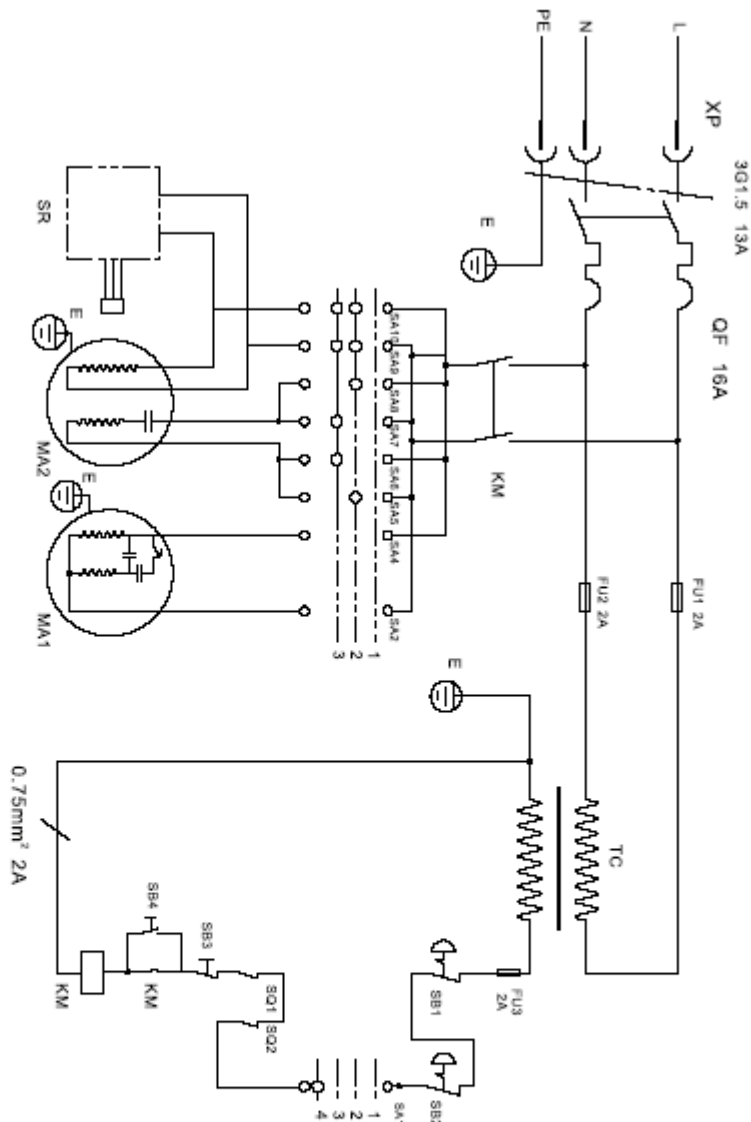 L
N
PE
XP
3G1.5 13A
QF 16A
E
SR
E
MA2
E
MA1
SA10
SA9
SA8
SA7
SA6
SA5
SA4
SA2
1
2
3
KM
FU1 2A
FU2 2A
E
TC
0.75mm² 2A
FU3
2A
SB1
SB2
SB4
SB3
SQ1
SQ2
KM
KM
1
2
3
4